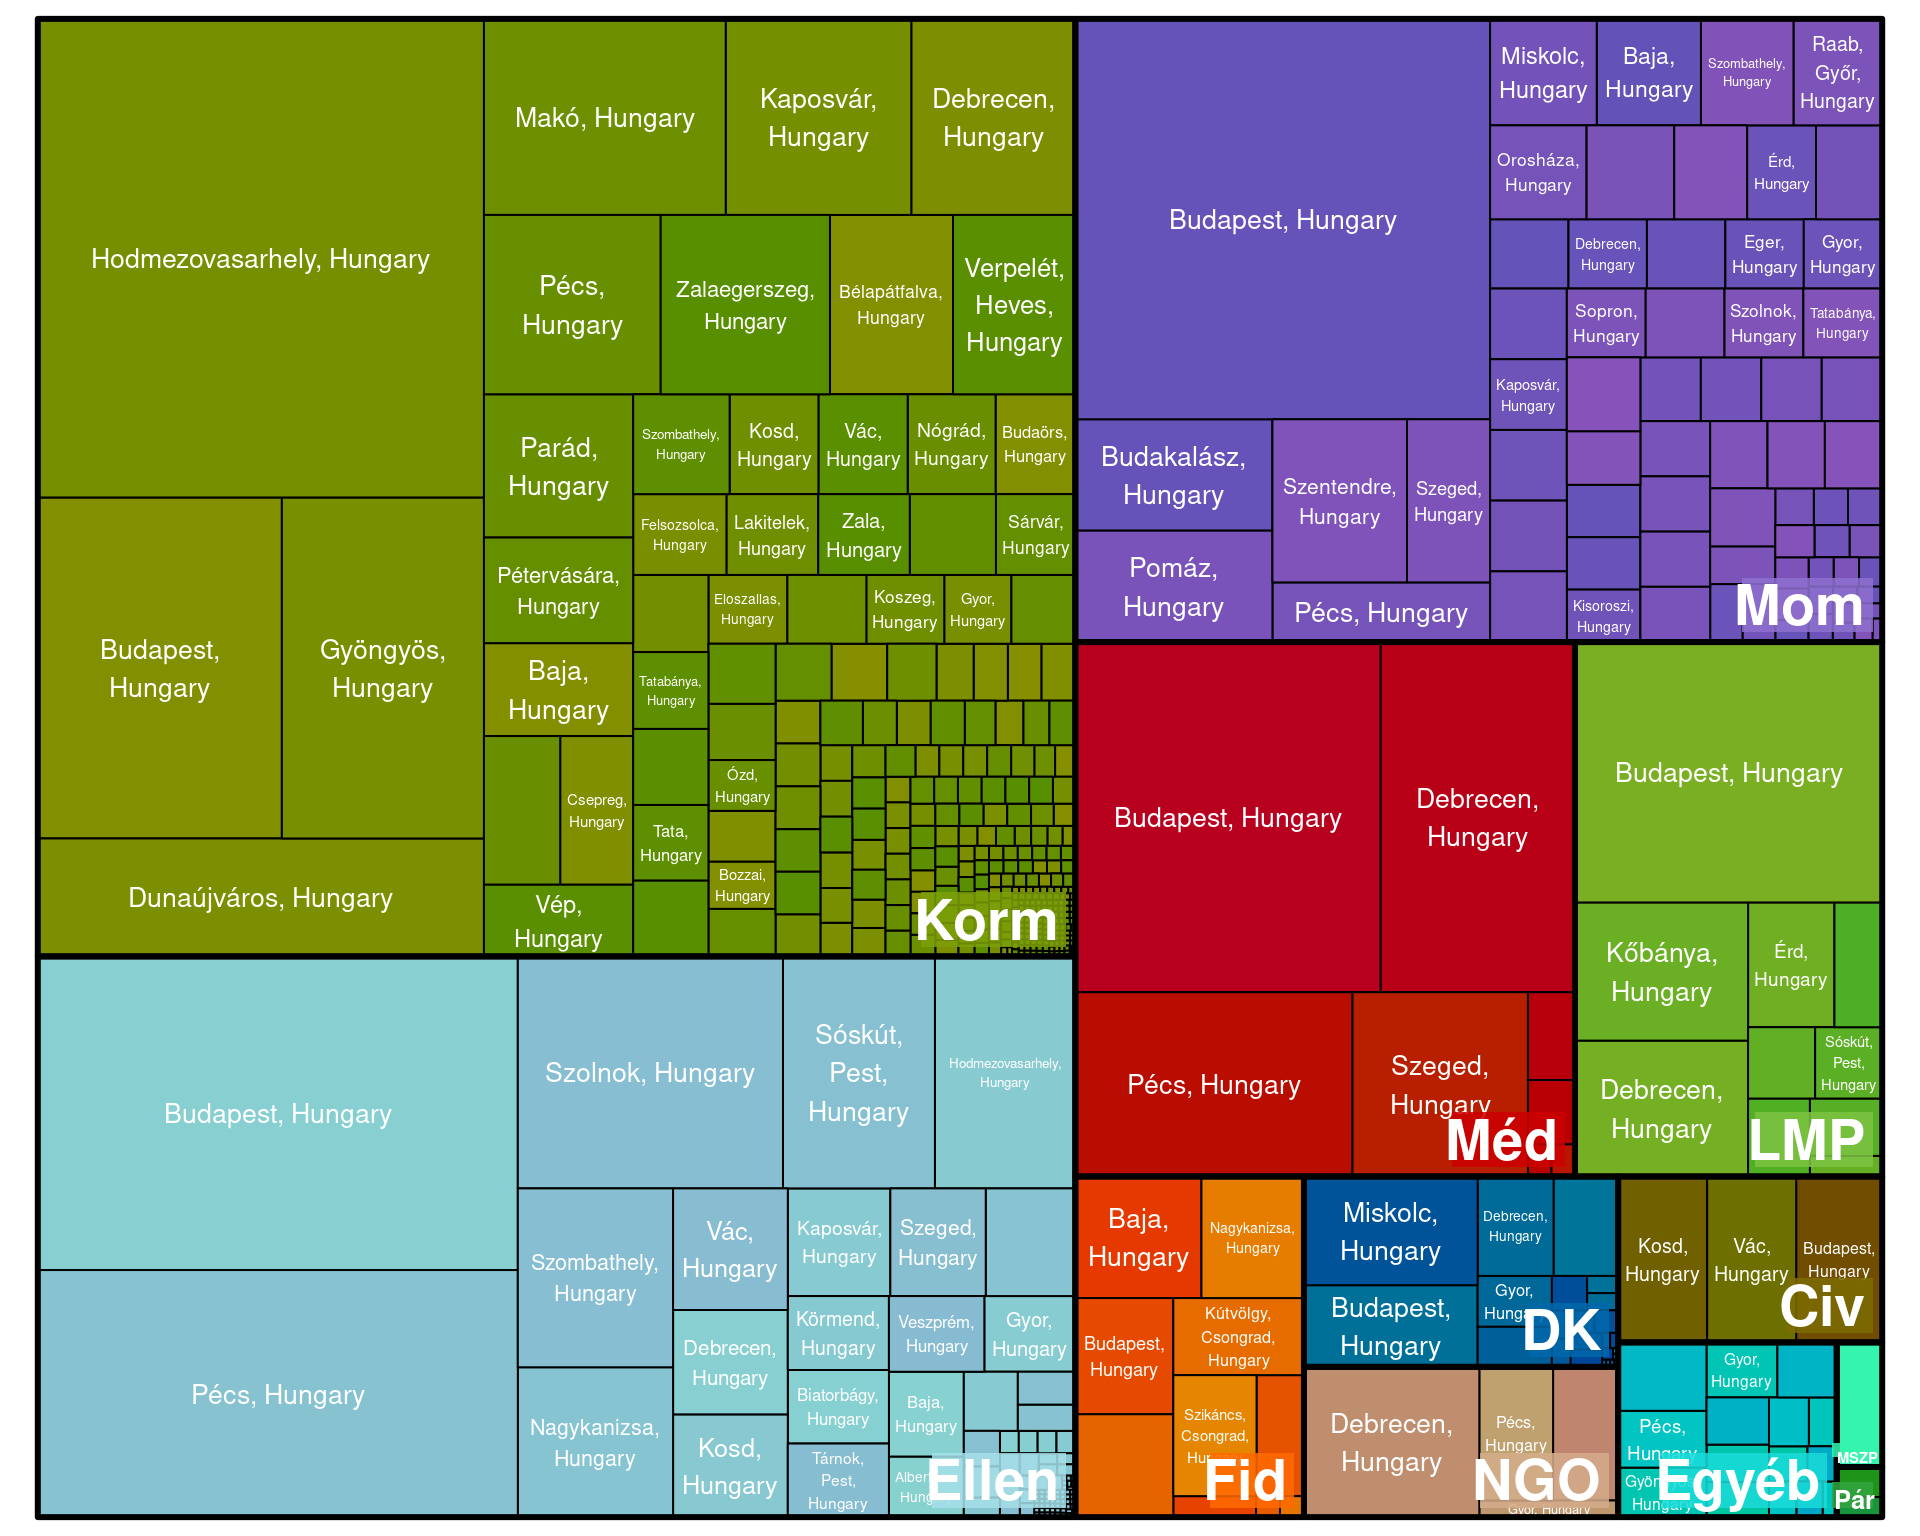 Hodmezovasarhely, Hungary
Budapest,
Hungary
Gyöngyös,
Hungary
Dunaújváros, Hungary
Makó, Hungary
Kaposvár,
Hungary
Debrecen,
Hungary
Pécs,
Hungary
Zalaegerszeg,
Hungary
Bélapátfalva,
Hungary
Verpelét,
Heves,
Hungary
Parád,
Hungary
Szombathely,
Hungary
Kosd,
Hungary
Vác,
Hungary
Nógrád,
Hungary
Budaörs,
Hungary
Felsozsolca,
Hungary
Lakitelek,
Hungary
Zala,
Hungary
Sárvár,
Hungary
Pétervására,
Hungary
Eloszallas,
Hungary
Koszeg,
Hungary
Gyor,
Hungary
Baja,
Hungary
Tatabánya,
Hungary
Csepreg,
Hungary
Ózd,
Hungary
Tata,
Hungary
Bozzai,
Hungary
Vép,
Hungary
Korm
Budapest, Hungary
Miskolc,
Hungary
Baja,
Hungary
Szombathely,
Hungary
Raab,
Győr,
Hungary
Orosháza,
Hungary
Érd,
Hungary
Debrecen,
Hungary
Eger,
Hungary
Gyor,
Hungary
Sopron,
Hungary
Szolnok,
Hungary
Tatabánya,
Hungary
Kaposvár,
Hungary
Budakalász,
Hungary
Szentendre,
Hungary
Szeged,
Hungary
Pomáz,
Hungary
Pécs, Hungary
Kisoroszi,
Hungary
Mom
Budapest, Hungary
Debrecen,
Hungary
Pécs, Hungary
Szeged,
Hungary
Méd
Budapest, Hungary
Kőbánya,
Hungary
Érd,
Hungary
Debrecen,
Hungary
Sóskút,
Pest,
Hungary
LMP
Budapest, Hungary
Pécs, Hungary
Szolnok, Hungary
Sóskút,
Pest,
Hungary
Hodmezovasarhely,
Hungary
Szombathely,
Hungary
Vác,
Hungary
Kaposvár,
Hungary
Szeged,
Hungary
Debrecen,
Hungary
Körmend,
Hungary
Veszprém,
Hungary
Gyor,
Hungary
Nagykanizsa,
Hungary
Kosd,
Hungary
Biatorbágy,
Hungary
Baja,
Hungary
Tárnok,
Pest,
Hungary
Ellen
Baja,
Hungary
Nagykanizsa,
Hungary
Budapest,
Hungary
Kútvölgy,
Csongrad,
Hungary
Szikáncs,
Csongrad,
Fid
Miskolc,
Hungary
Debrecen,
Hungary
Budapest,
Hungary
Gyor,
DK
Kosd,
Hungary
Vác,
Hungary
Budapest,
Hungary
Civ
Debrecen,
Hungary
Pécs,
Hungary
Gyor, Hungary
NGO
Gyor,
Hungary
Pécs,
Hungary
Egyéb
MSZP
Pár